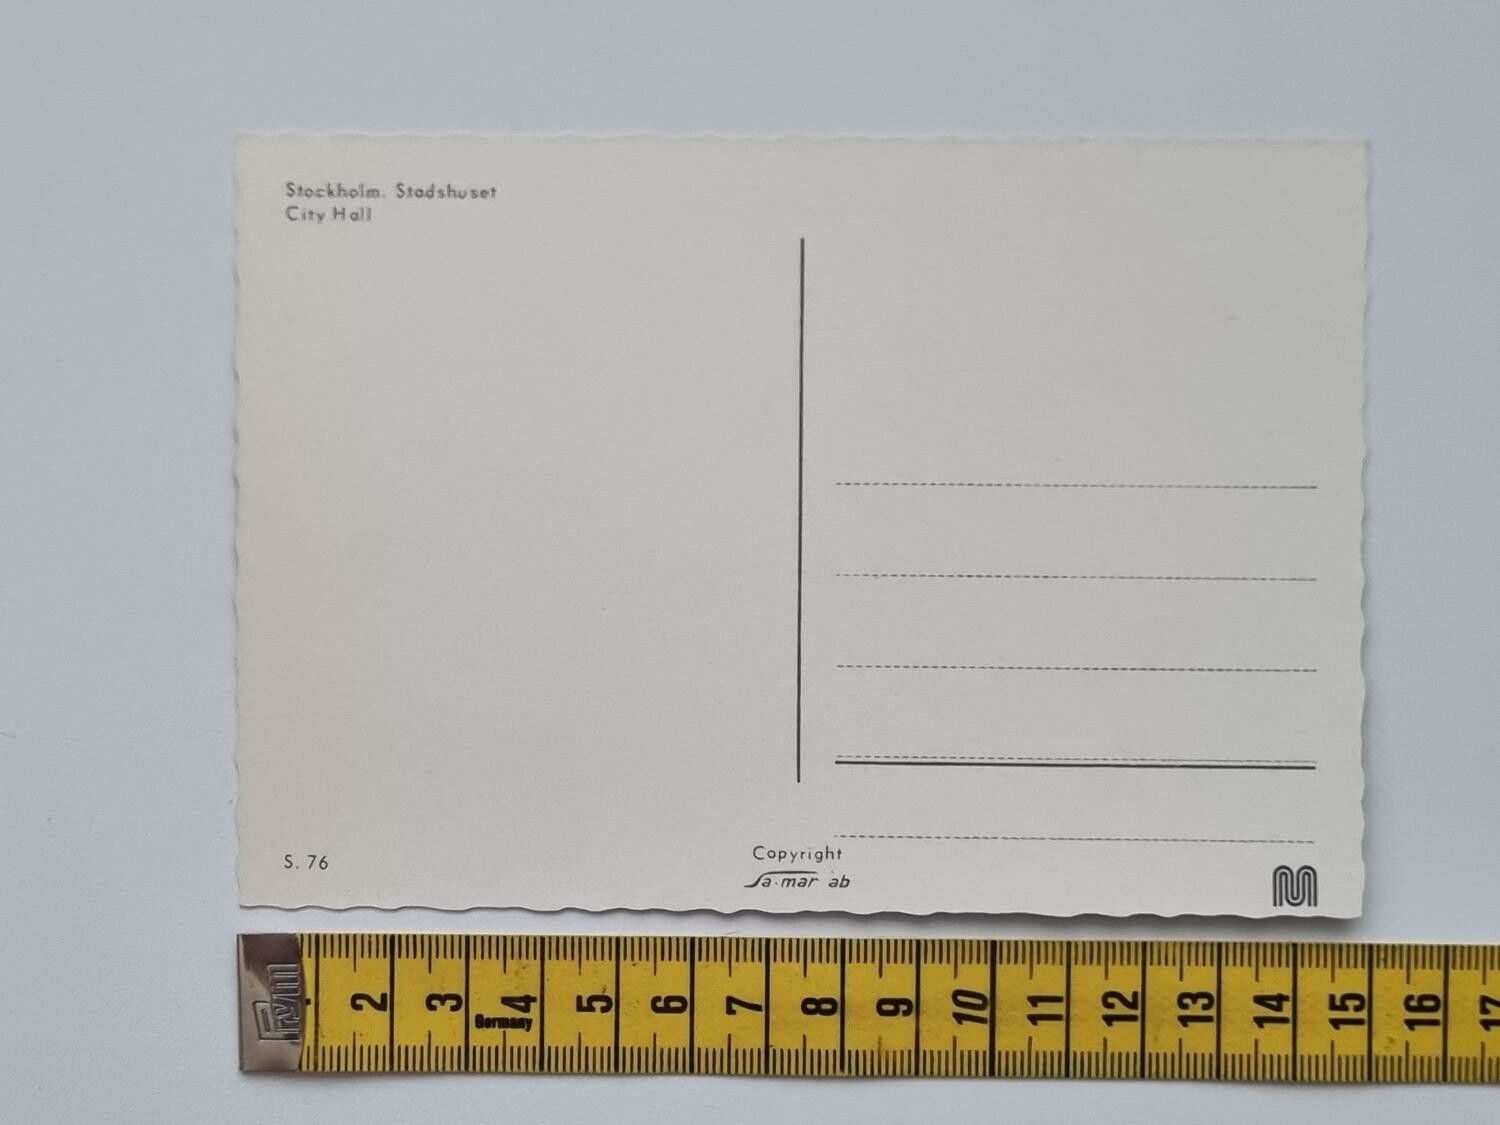 Stockholm. Stadshuset
City Hall
S. 76
Copyright
Sa-mar ab
Prym
2 3 4 5 6 7 8 9 10 11 12 13 14 15 16 17
Germany